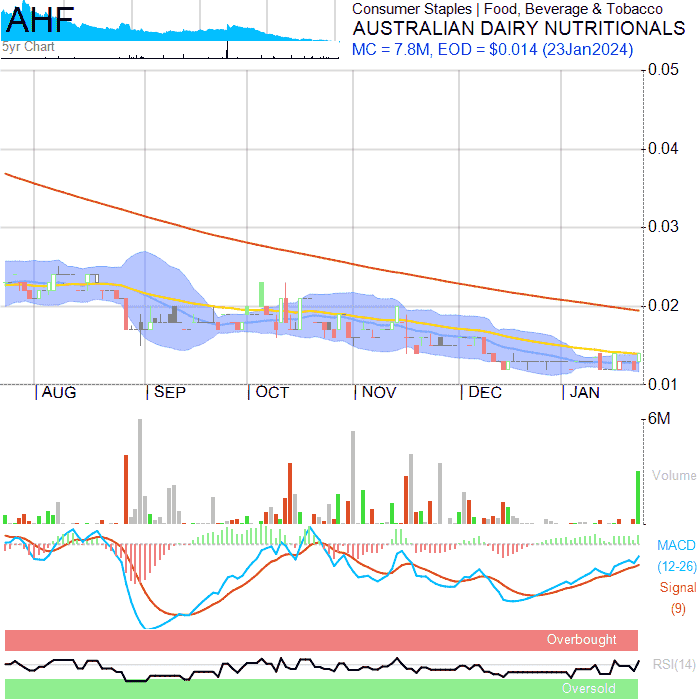 AHF
5yr Chart
Consumer Staples | Food, Beverage & Tobacco
AUSTRALIAN DAIRY NUTRITIONALS
MC = 7.8M, EOD = $0.014 (23Jan2024)
0.05
0.04
0.03
0.02
0.01
|AUG |SEP |OCT |NOV |DEC |JAN
6M
Volume
MACD
(12-26)
Signal
(9)
Overbought
RSI(14)
Oversold